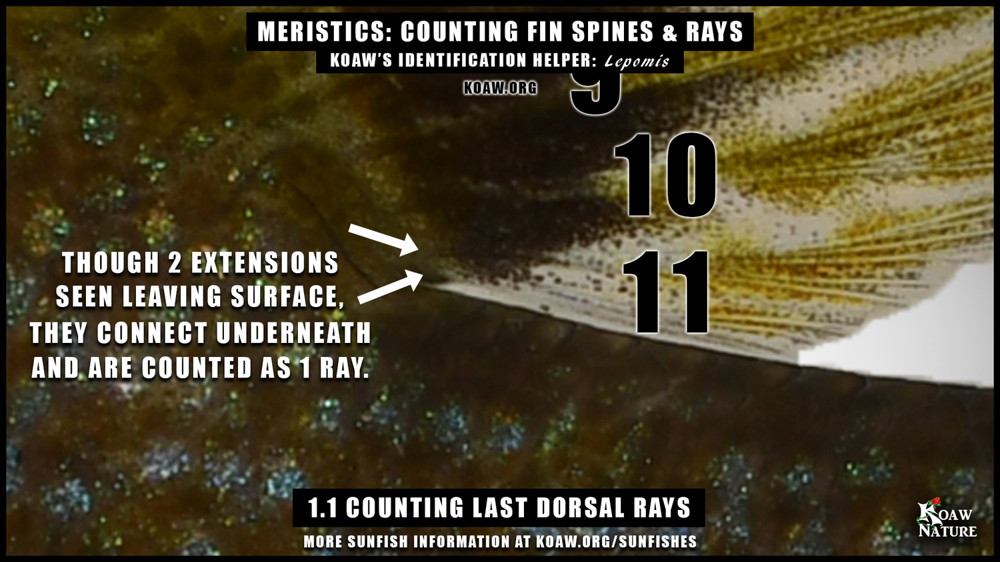 MERISTICS: COUNTING FIN SPINES & RAYS
KOAW'S IDENTIFICATION HELPER: Lepomis
KOAW.ORG
9
10
11
THOUGH 2 EXTENSIONS
SEEN LEAVING SURFACE,
THEY CONNECT UNDERNEATH
AND ARE COUNTED AS 1 RAY.
1.1 COUNTING LAST DORSAL RAYS
MORE SUNFISH INFORMATION AT KOAW.ORG/SUNFISHES
KOAW
NATURE